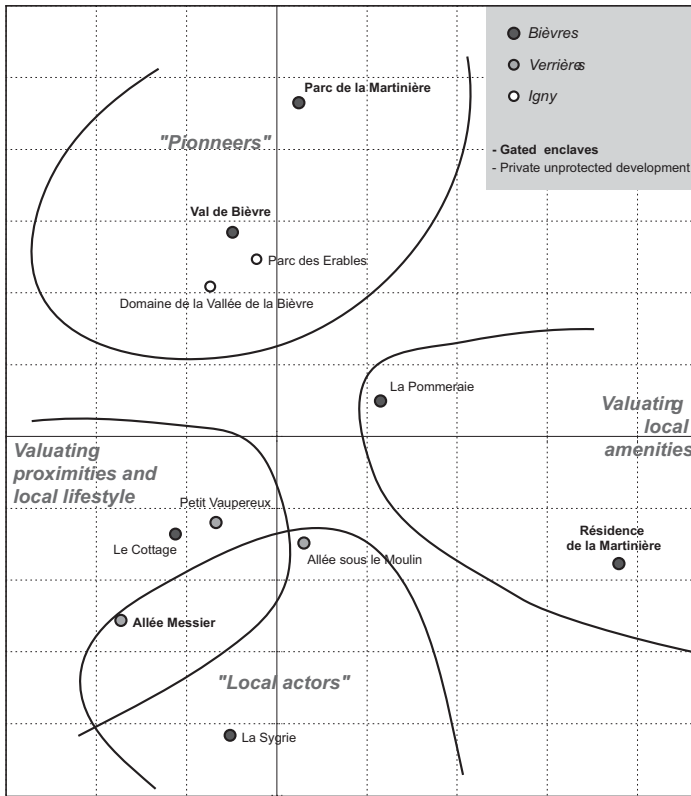 Bièvres
Verrières
Igny
- Gated enclaves
- Private unprotected development
Parc de la Martinière
"Pionneers"
Val de Bièvre
Parc des Erables
Domaine de la Vallée de la Bièvre
La Pommeraie
Valuating
local
amenities
Valuating
proximities and
local lifestyle
Petit Vaupereux
Le Cottage
Allée sous le Moulin
Résidence
de la Martinière
Allée Messier
"Local actors"
La Sygrie